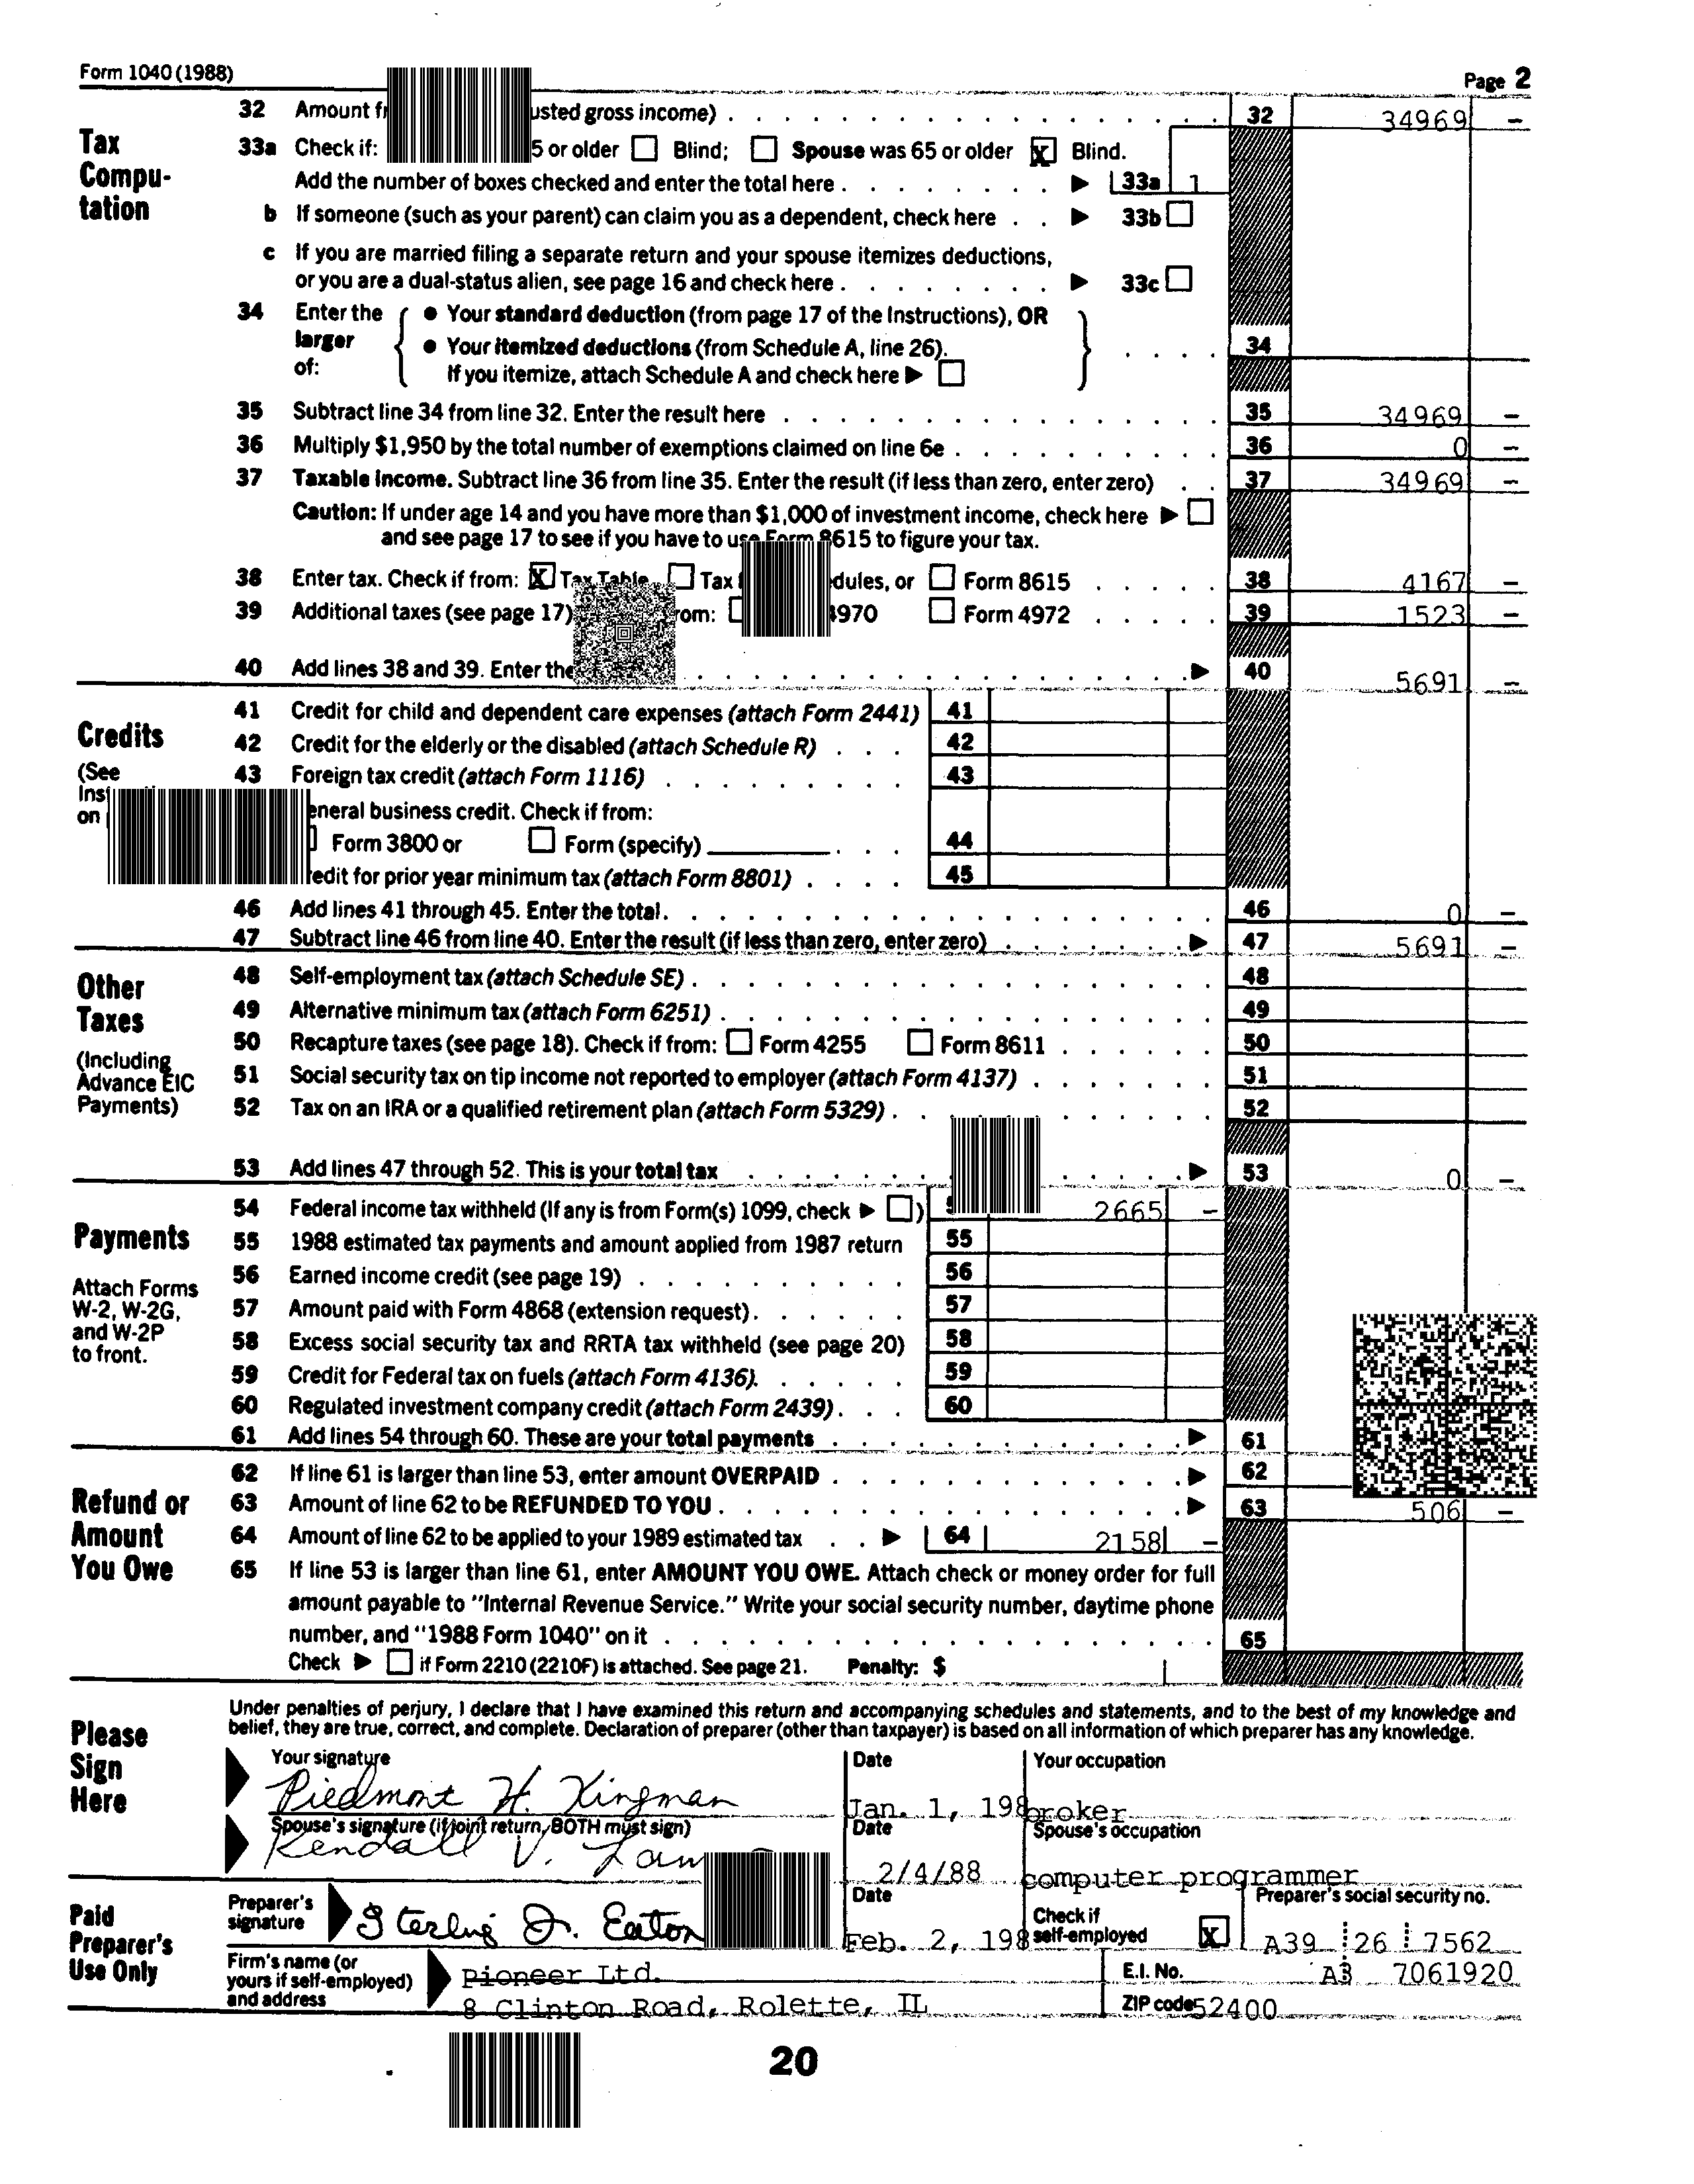 Form 1040 (1988)
Page 2
Tax Compu-
tation
32 Amount usted gross income) 32 34969 –
33a Check if: 5 or older Blind; Spouse was 65 or older X Blind.
Add the number of boxes checked and enter the total here 33a 1
b If someone (such as your parent) can claim you as a dependent, check here 33b
c If you are married filing a separate return and your spouse itemizes deductions,
or you are a dual-status alien, see page 16 and check here 33c
34 Enter the larger of: { • Your standard deduction (from page 17 of the Instructions), OR
• Your itemized deductions (from Schedule A, line 26).
If you itemize, attach Schedule A and check here ▶ } 34
35 Subtract line 34 from line 32. Enter the result here 35 34969 –
36 Multiply $1,950 by the total number of exemptions claimed on line 6e 36 0 –
37 Taxable income. Subtract line 36 from line 35. Enter the result (if less than zero, enter zero) 37 34969 –
Caution: If under age 14 and you have more than $1,000 of investment income, check here ▶
and see page 17 to see if you have to use Form 8615 to figure your tax.
38 Enter tax. Check if from: X Tax Table, Tax dules, or Form 8615 38 4167 –
39 Additional taxes (see page 17) rom: 4970 Form 4972 39 1523 –
40 Add lines 38 and 39. Enter the ▶ 40 5691 –
Credits
(See
on
41 Credit for child and dependent care expenses (attach Form 2441) 41
42 Credit for the elderly or the disabled (attach Schedule R) 42
43 Foreign tax credit (attach Form 1116) 43
eneral business credit. Check if from:
Form 3800 or Form (specify) 44
redit for prior year minimum tax (attach Form 8801) 45
46 Add lines 41 through 45. Enter the total 46 0 –
47 Subtract line 46 from line 40. Enter the result (if less than zero, enter zero) ▶ 47 5691 –
Other
Taxes
(Including
Advance EIC
Payments)
48 Self-employment tax (attach Schedule SE) 48
49 Alternative minimum tax (attach Form 6251) 49
50 Recapture taxes (see page 18). Check if from: Form 4255 Form 8611 50
51 Social security tax on tip income not reported to employer (attach Form 4137) 51
52 Tax on an IRA or a qualified retirement plan (attach Form 5329) 52
53 Add lines 47 through 52. This is your total tax ▶ 53 0 –
Payments
Attach Forms
W-2, W-2G,
and W-2P
to front.
54 Federal income tax withheld (If any is from Form(s) 1099, check ▶ ) 2665 –
55 1988 estimated tax payments and amount applied from 1987 return 55
56 Earned income credit (see page 19) 56
57 Amount paid with Form 4868 (extension request) 57
58 Excess social security tax and RRTA tax withheld (see page 20) 58
59 Credit for Federal tax on fuels (attach Form 4136) 59
60 Regulated investment company credit (attach Form 2439) 60
61 Add lines 54 through 60. These are your total payments ▶ 61
Refund or
Amount
You Owe
62 If line 61 is larger than line 53, enter amount OVERPAID ▶ 62
63 Amount of line 62 to be REFUNDED TO YOU ▶ 63 506 –
64 Amount of line 62 to be applied to your 1989 estimated tax ▶ 64 2158 –
65 If line 53 is larger than line 61, enter AMOUNT YOU OWE. Attach check or money order for full
amount payable to "Internal Revenue Service." Write your social security number, daytime phone
number, and "1988 Form 1040" on it 65
Check ▶ if Form 2210 (2210F) is attached. See page 21. Penalty: $
Please
Sign
Here
Under penalties of perjury, I declare that I have examined this return and accompanying schedules and statements, and to the best of my knowledge and
belief, they are true, correct, and complete. Declaration of preparer (other than taxpayer) is based on all information of which preparer has any knowledge.
Your signature Date Your occupation
Piedmont H. Kingman Jan. 1, 198 broker
Spouse's signature (if joint return, BOTH must sign) Date Spouse's occupation
Kendall V. 2/4/88 computer programmer
Paid
Preparer's
Use Only
Preparer's signature Sterling Jr. Eaton Date Feb. 2, 198 Check if self-employed X Preparer's social security no. A39 26 7562
Firm's name (or
yours if self-employed)
and address
Pioneer Ltd. E.I. No. A3 7061920
8 Clinton Road, Rolette, IL ZIP code 52400
20